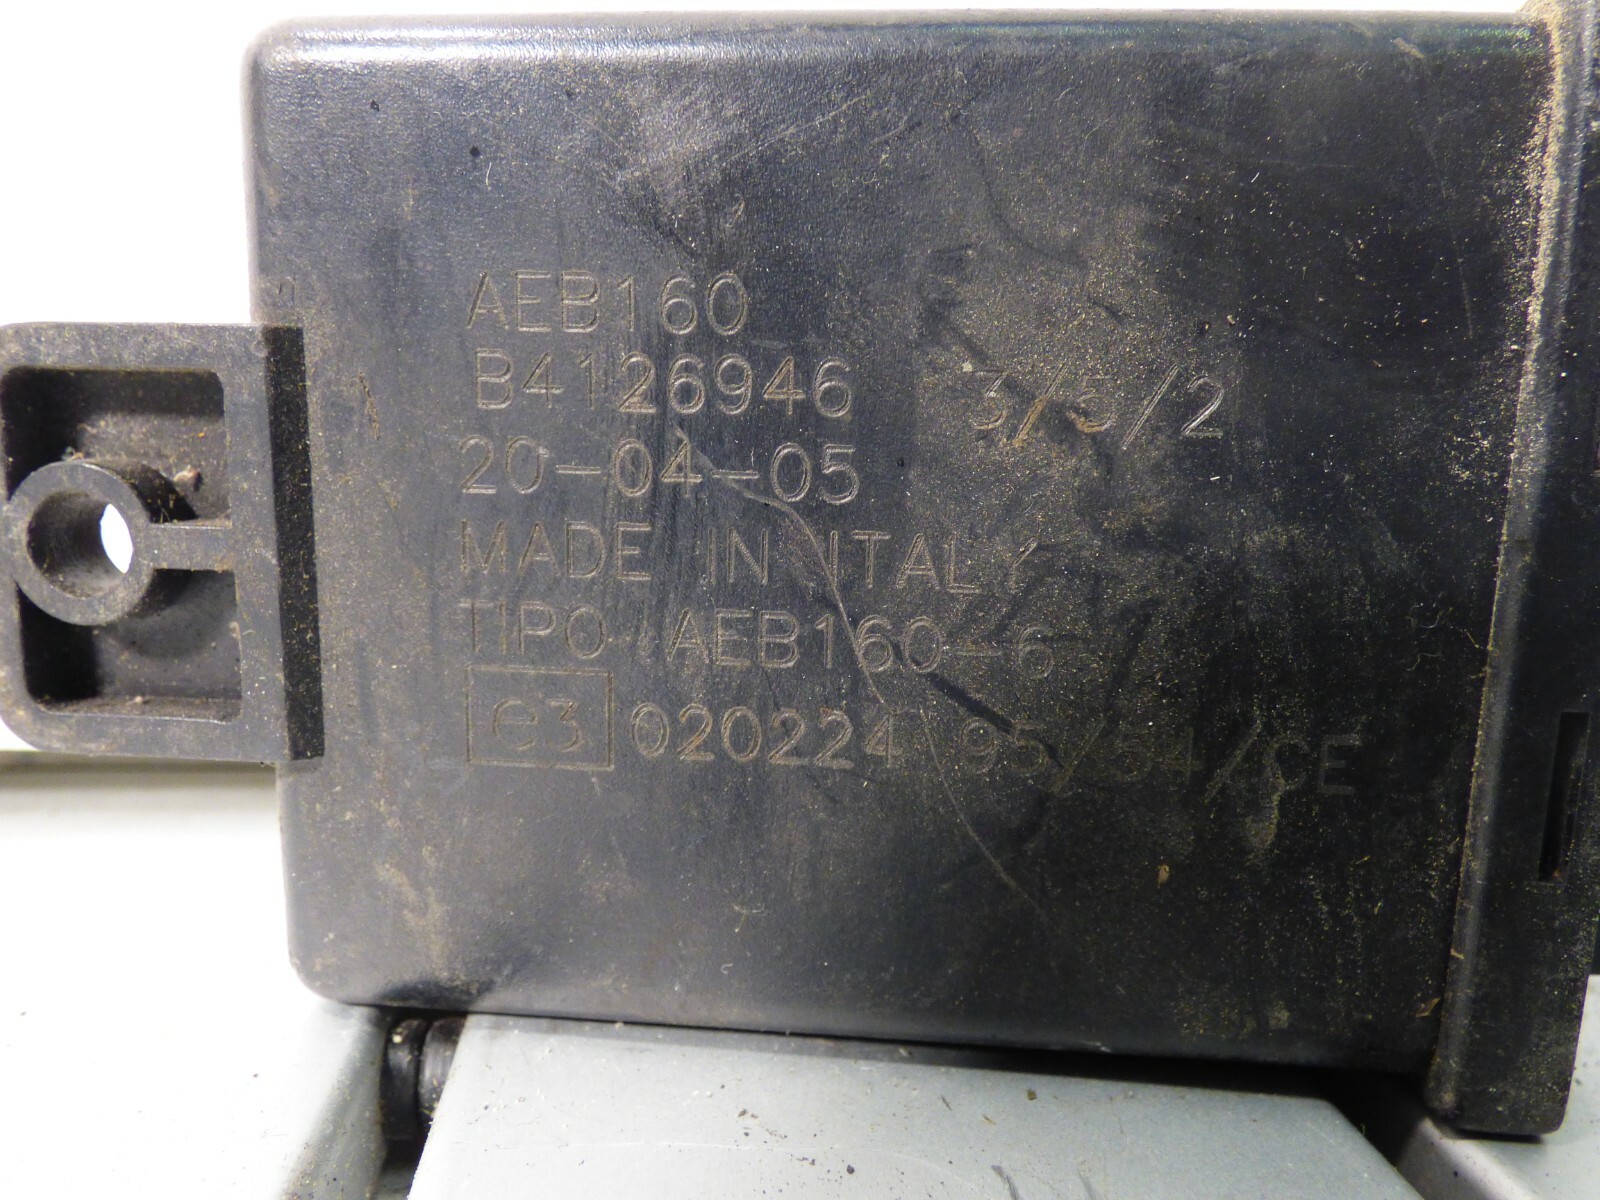 AEB160
B4126946 3/5/2
20-04-05
MADE IN ITALY
TIPO AEB160-6
e3 020224 95/54/CE